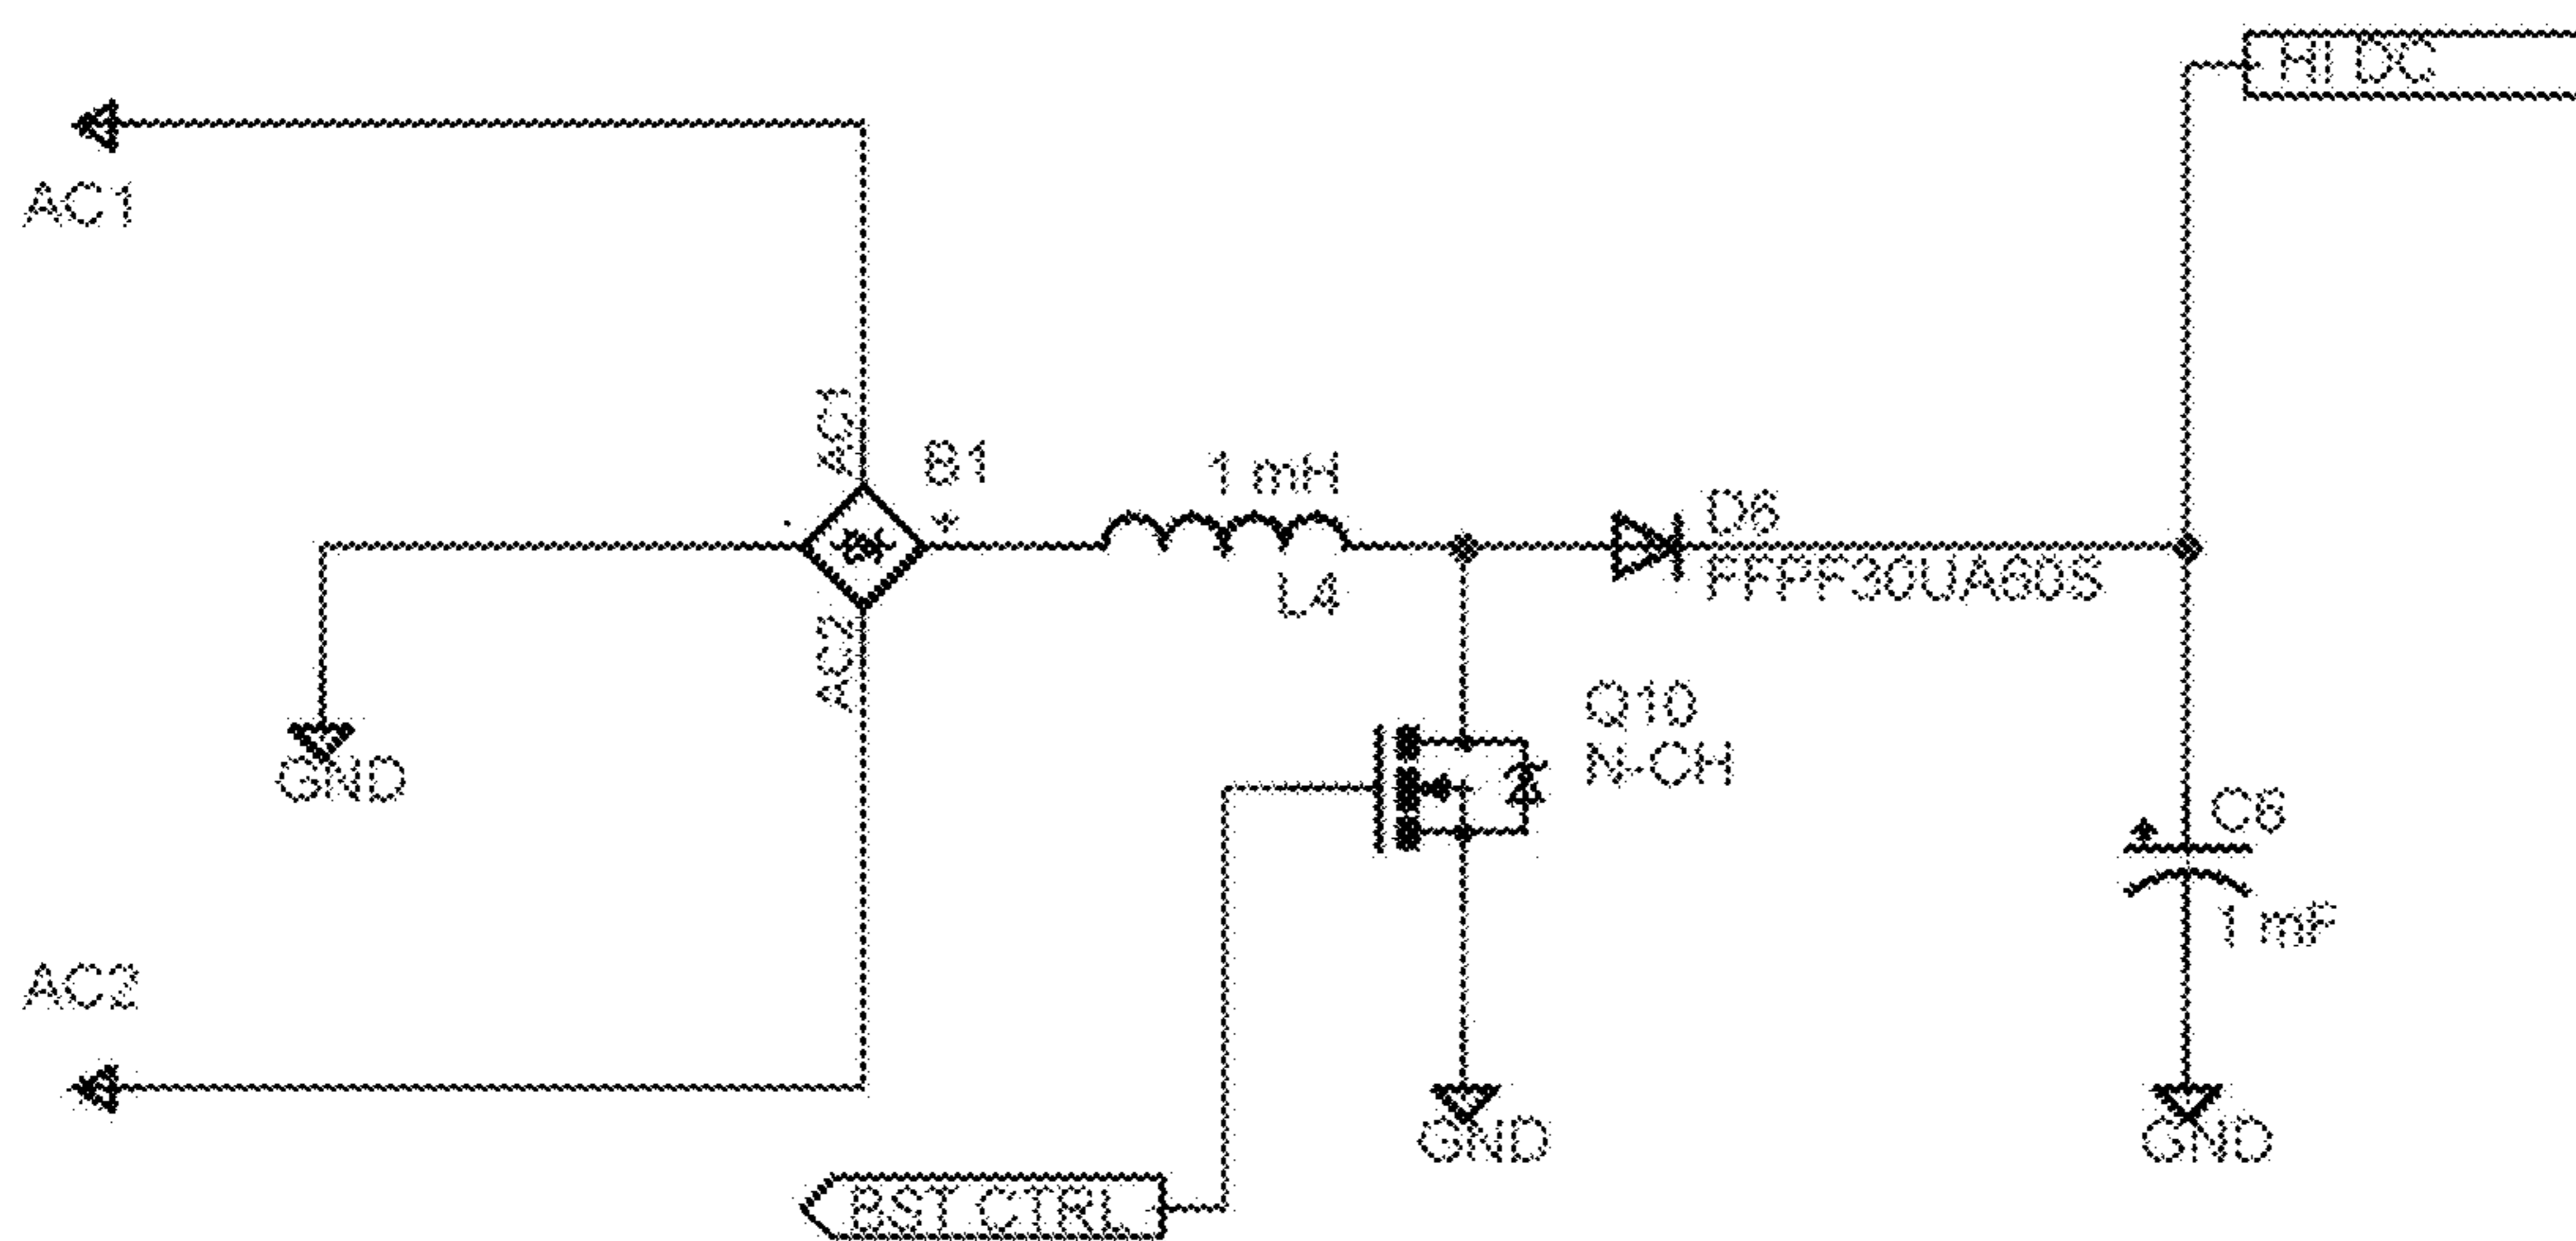 HI DC
AC1
AC1
B1
+
1 mH
D6
FFPF30UA60S
L4
AC2
Q10
N-CH
GND
C6
1 mF
AC2
GND
GND
BST CTRL